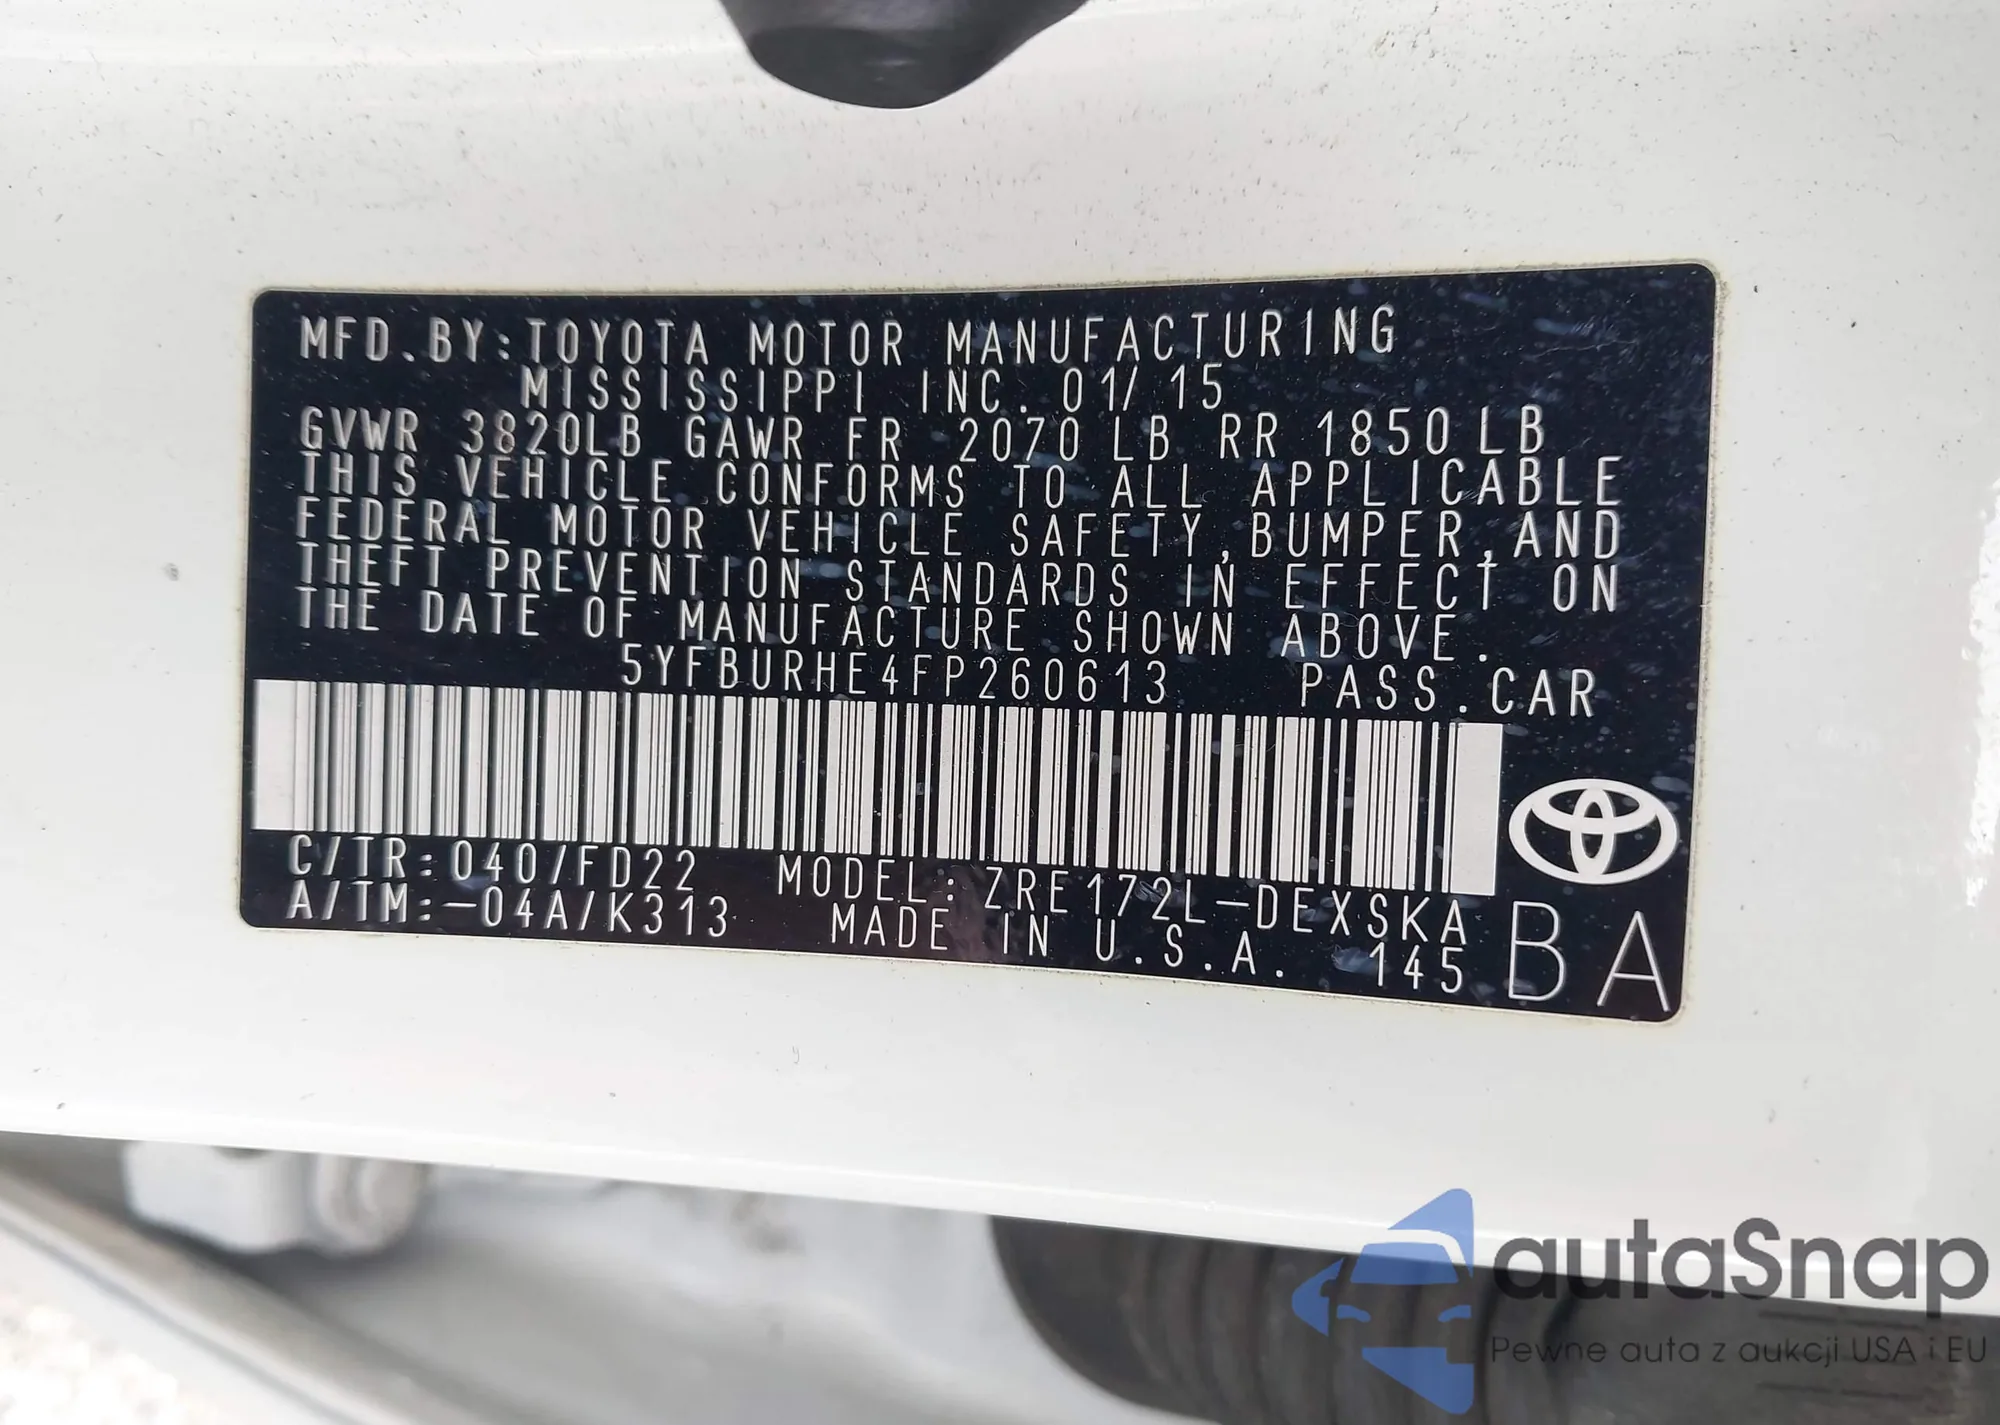 MFD.BY:TOYOTA MOTOR MANUFACTURING
MISSISSIPPI INC. 01/15
GVWR 3820LB GAWR FR 2070 LB RR 1850 LB
THIS VEHICLE CONFORMS TO ALL APPLICABLE
FEDERAL MOTOR VEHICLE SAFETY, BUMPER, AND
THEFT PREVENTION STANDARDS IN EFFECT ON
THE DATE OF MANUFACTURE SHOWN ABOVE.
5YFBURHE4FP260613 PASS.CAR
C/TR:040/FD22 MODEL:ZRE172L-DEXSKA
A/TM:-04A/K313 MADE IN U.S.A. 145
BA
autaSnap
Pewne auta z aukcji USA i EU